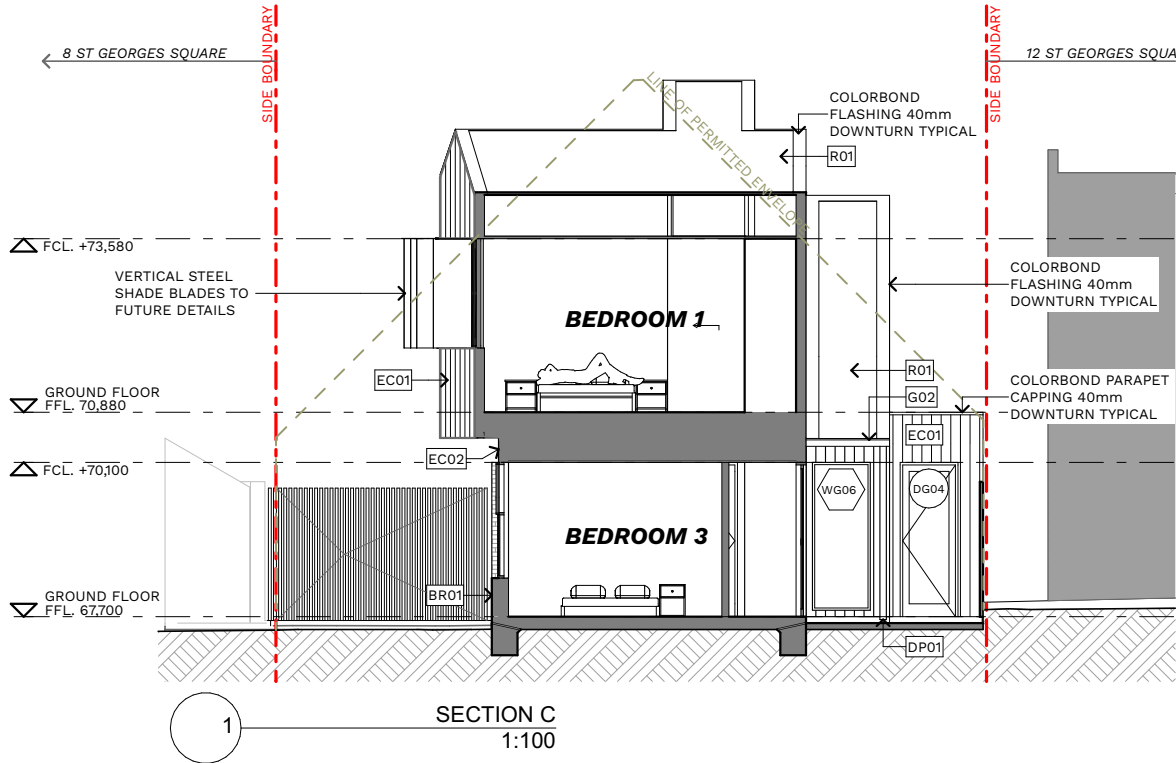 8 ST GEORGES SQUARE
SIDE BOUNDARY
SIDE BOUNDARY
12 ST GEORGES SQUA
LINE OF PERMITTED ENVELOPE
COLORBOND
FLASHING 40mm
DOWNTURN TYPICAL
R01
FCL. +73,580
VERTICAL STEEL
SHADE BLADES TO
FUTURE DETAILS
COLORBOND
FLASHING 40mm
DOWNTURN TYPICAL
BEDROOM 1
EC01
R01
GROUND FLOOR
FFL. 70,880
G02
COLORBOND PARAPET
CAPPING 40mm
DOWNTURN TYPICAL
EC01
EC02
FCL. +70,100
WG06
DG04
BEDROOM 3
BR01
GROUND FLOOR
FFL. 67,700
DP01
1
SECTION C
1:100